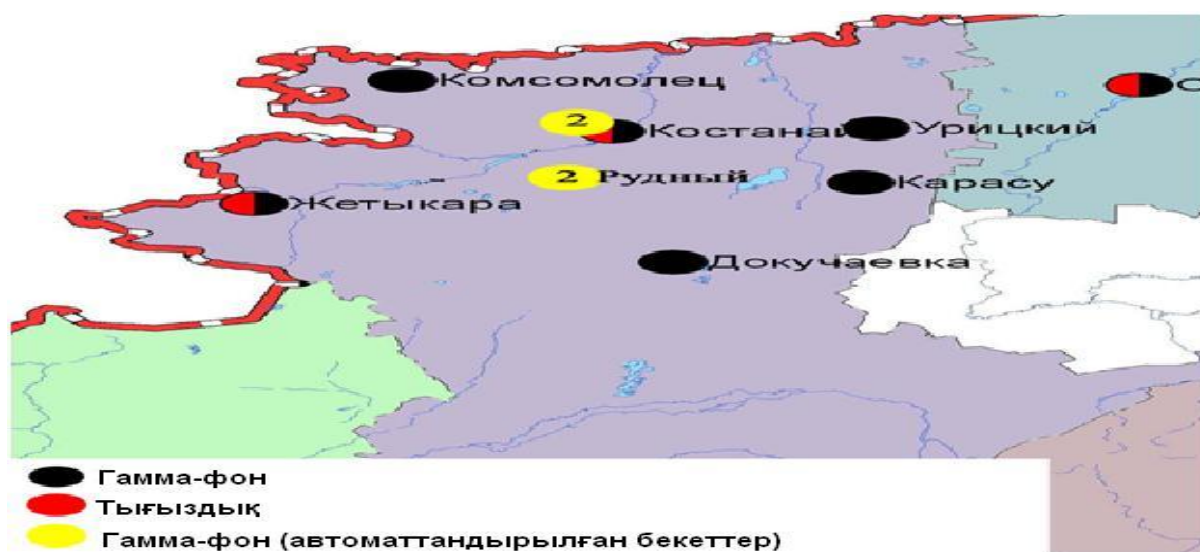 Комсомолец
2
Костанай
Урицкий
2 Рудный
Карасу
Жетыкара
Докучаевка
Гамма-фон
Тығыздық
Гамма-фон (автоматтандырылған бекеттер)